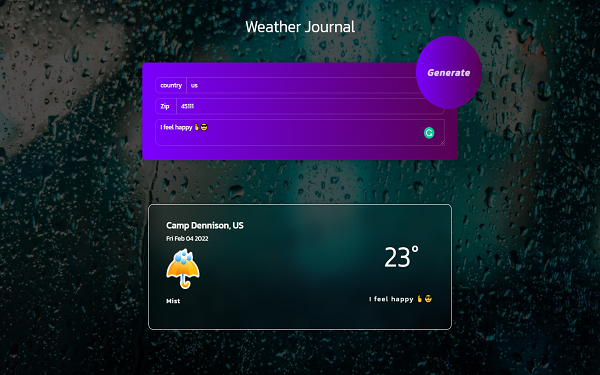 Weather Journal
Generate
country us
Zip 45111
I feel happy 🤞😎
Camp Dennison, US
Fri Feb 04 2022
23°
Mist
I feel happy 🤞😎